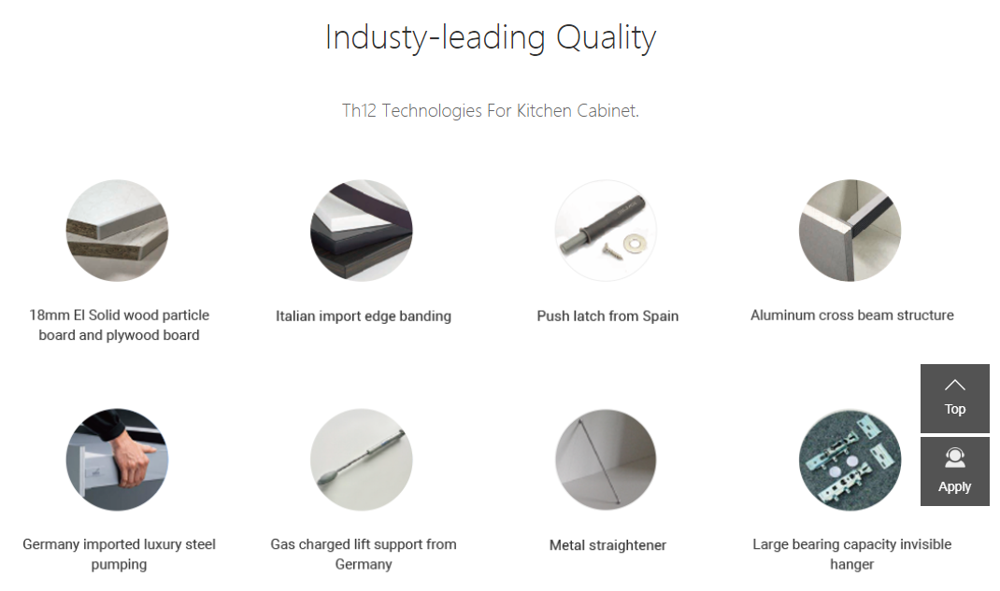 Industy-leading Quality
Th12 Technologies For Kitchen Cabinet.
18mm EI Solid wood particle
board and plywood board
Italian import edge banding
Push latch from Spain
Aluminum cross beam structure
Top
Apply
Germany imported luxury steel
pumping
Gas charged lift support from
Germany
Metal straightener
Large bearing capacity invisible
hanger